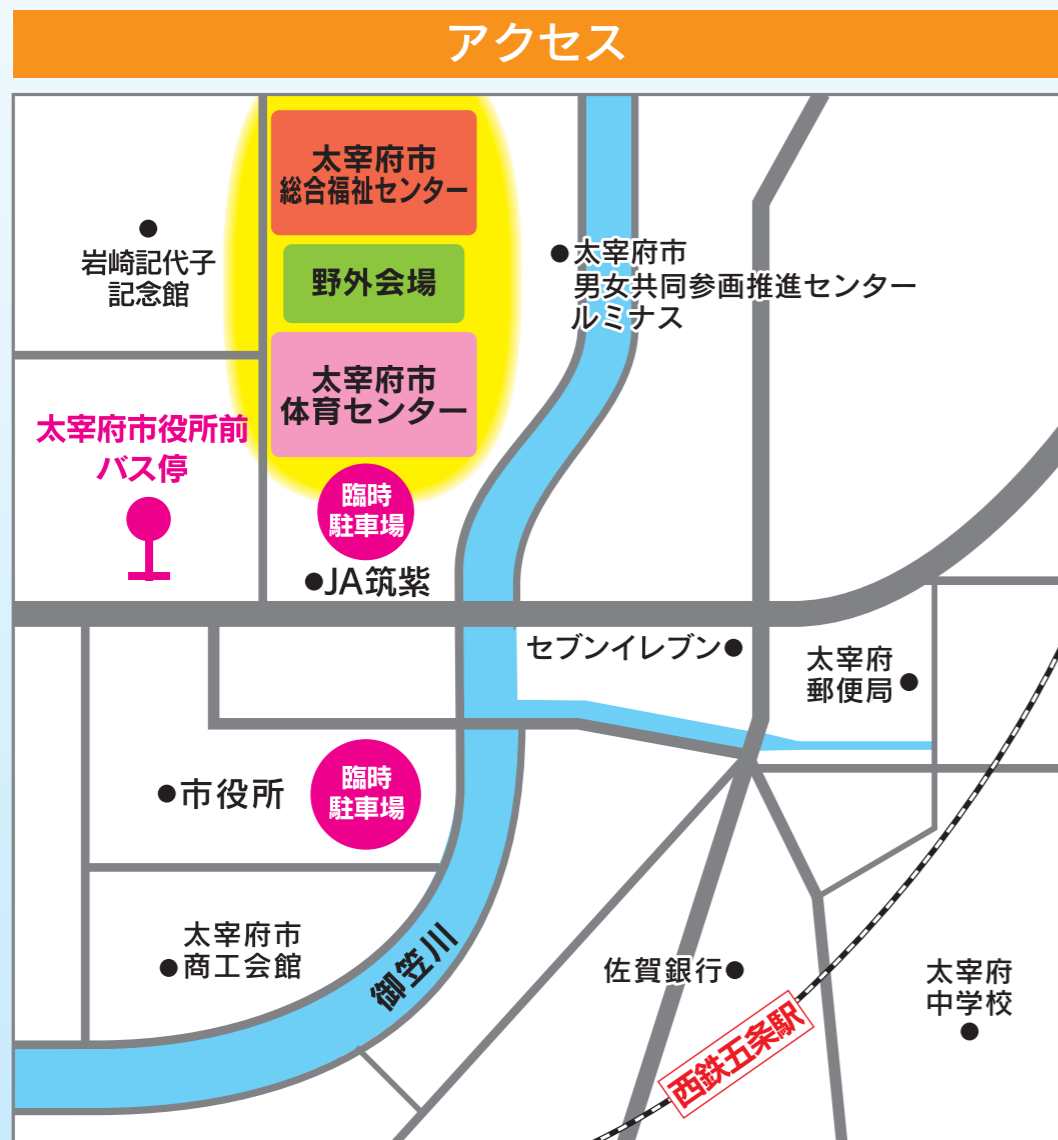 アクセス
太宰府市
総合福祉センター
岩崎記代子
記念館
野外会場
太宰府市
男女共同参画推進センター
ルミナス
太宰府市
体育センター
太宰府市役所前
バス停
臨時
駐車場
JA筑紫
セブンイレブン
太宰府
郵便局
市役所
臨時
駐車場
太宰府市
商工会館
御笠川
佐賀銀行
太宰府
中学校
西鉄五条駅